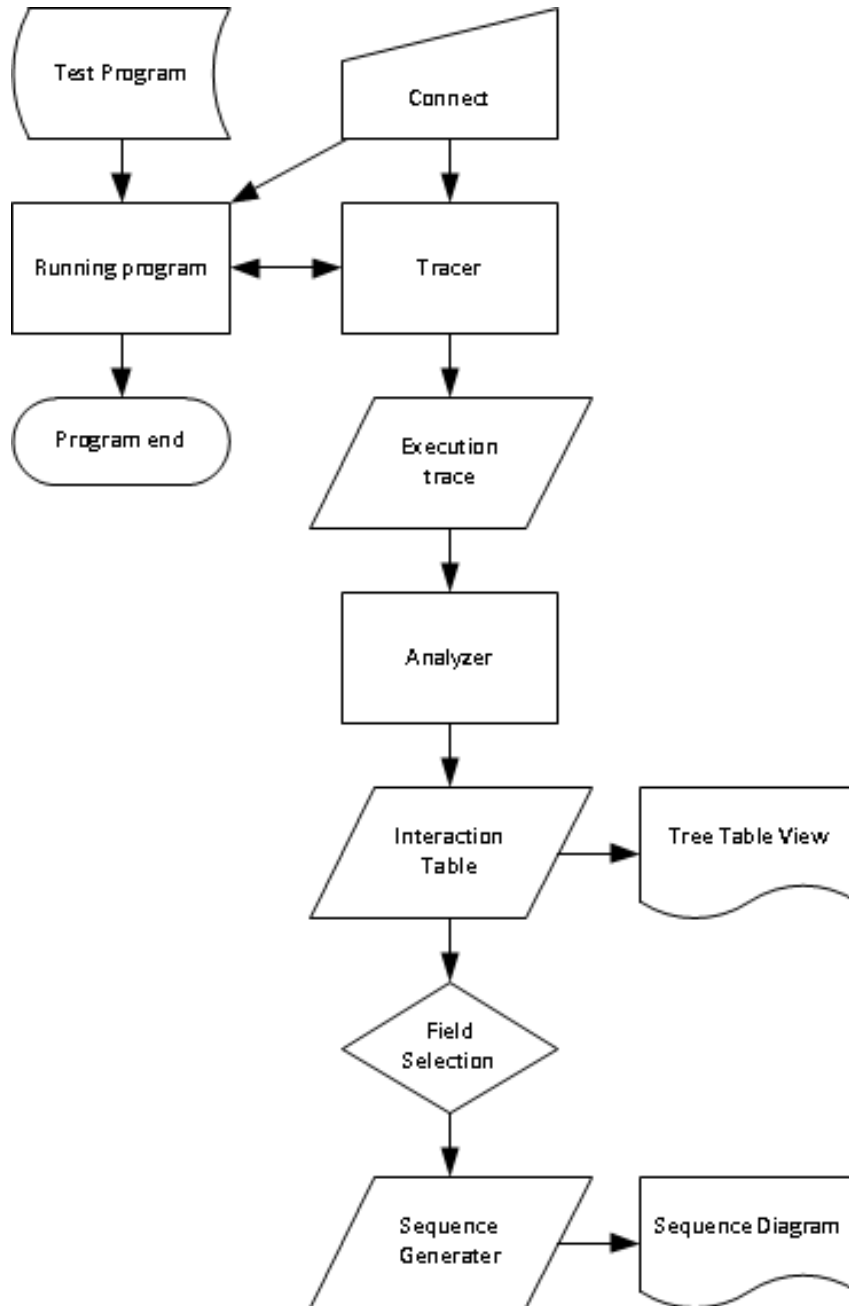 Test Program
Connect
Running program
Tracer
Program end
Execution
trace
Analyzer
Interaction
Table
Tree Table View
Field
Selection
Sequence
Generater
Sequence Diagram